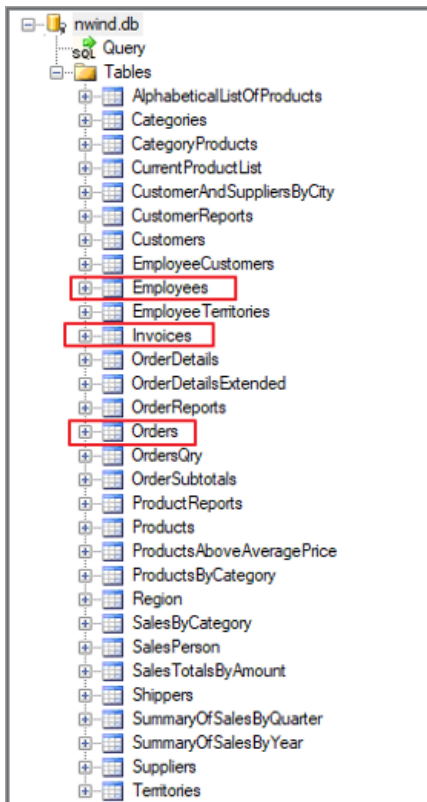 nwind.db
SQL Query
Tables
AlphabeticalListOfProducts
Categories
CategoryProducts
CurrentProductList
CustomerAndSuppliersByCity
CustomerReports
Customers
EmployeeCustomers
Employees
EmployeeTerritories
Invoices
OrderDetails
OrderDetailsExtended
OrderReports
Orders
OrdersQry
OrderSubtotals
ProductReports
Products
ProductsAboveAveragePrice
ProductsByCategory
Region
SalesByCategory
SalesPerson
SalesTotalsByAmount
Shippers
SummaryOfSalesByQuarter
SummaryOfSalesByYear
Suppliers
Territories